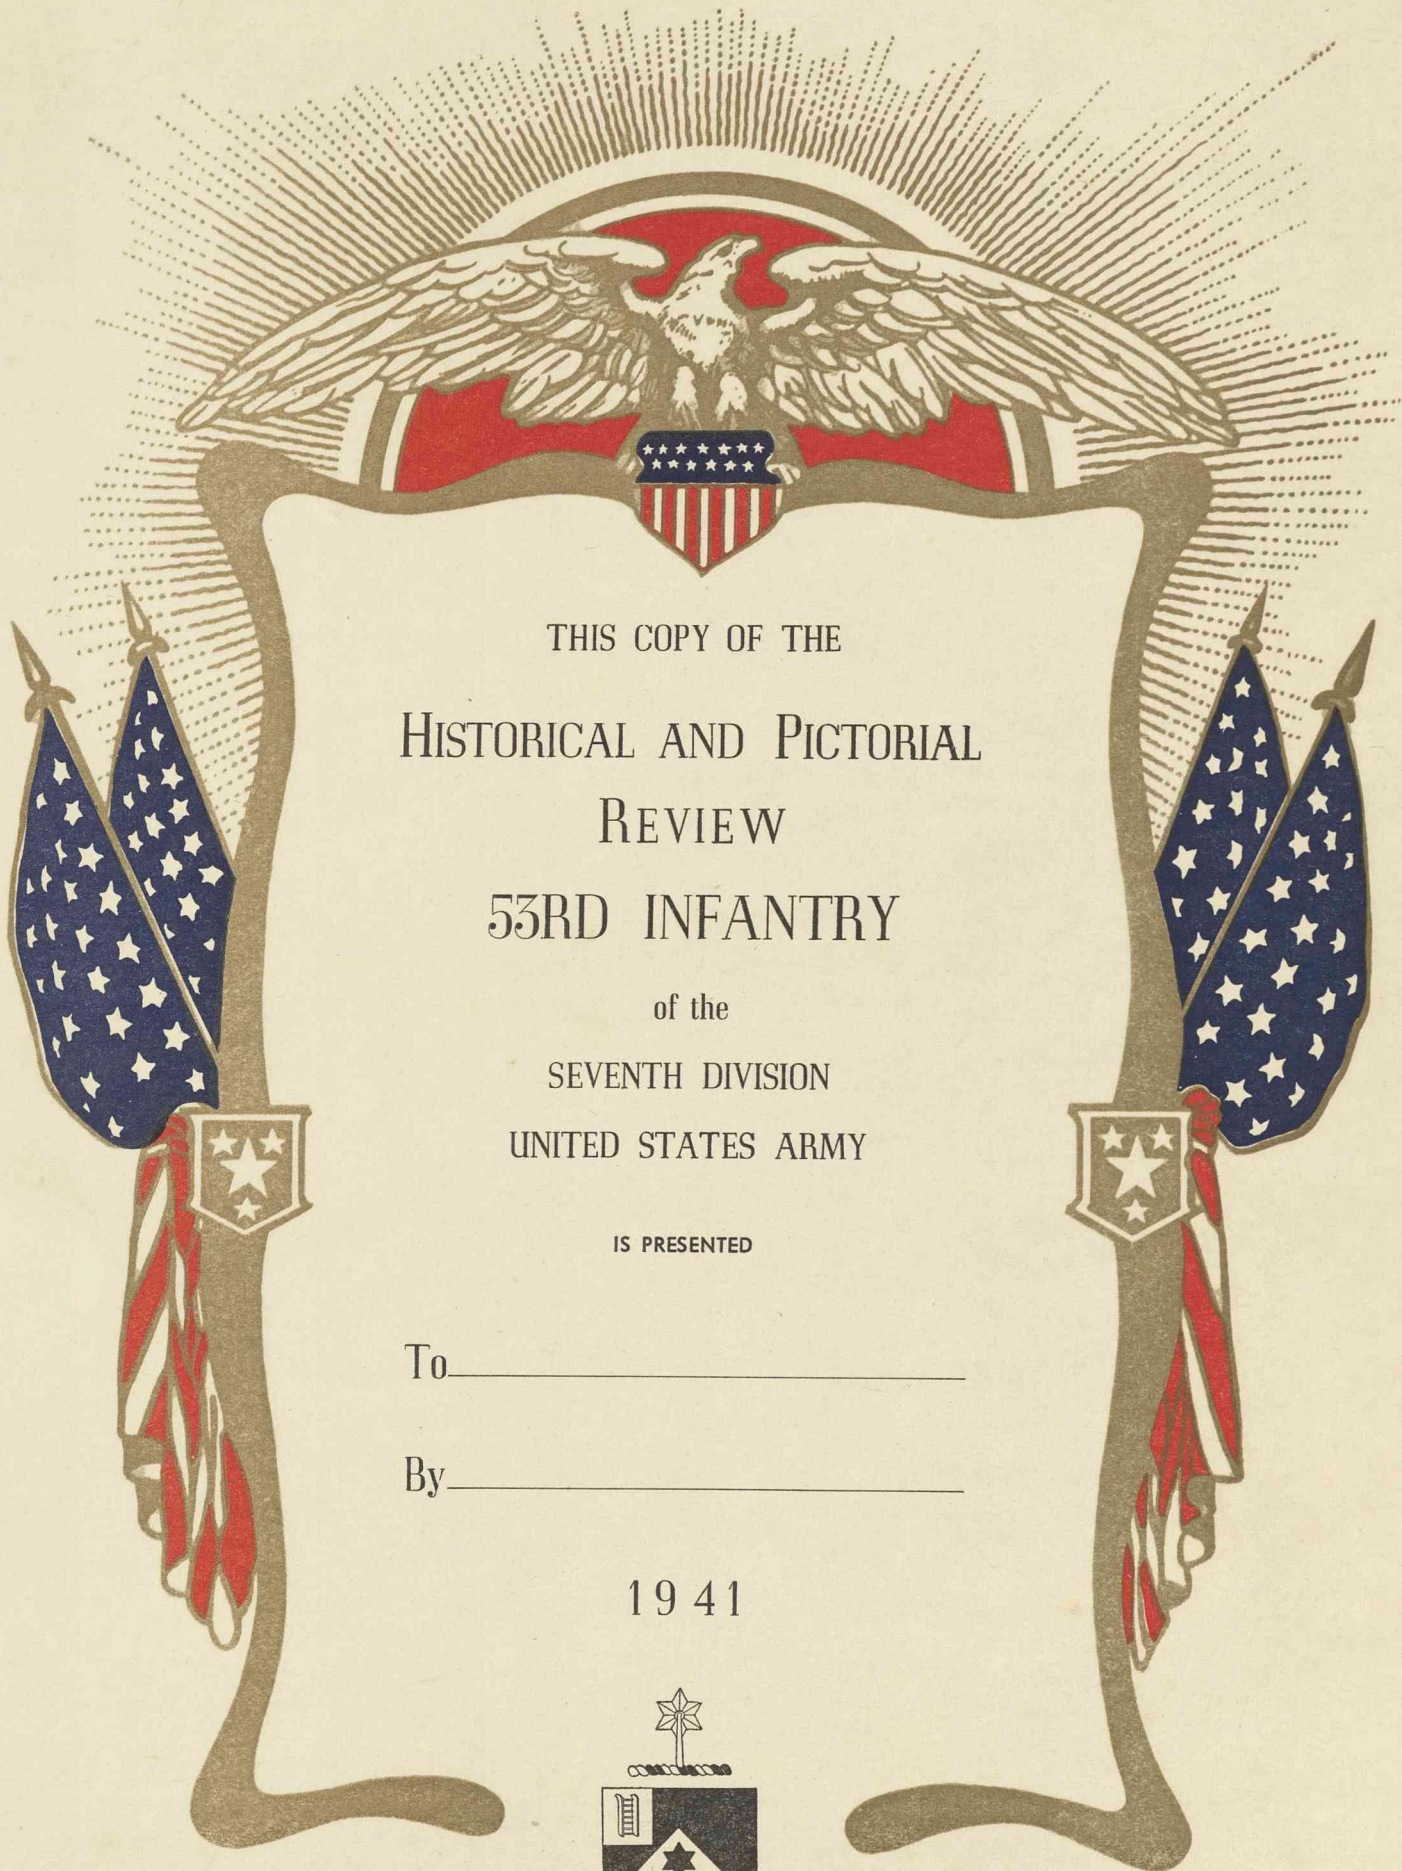 THIS COPY OF THE
HISTORICAL AND PICTORIAL
REVIEW
53RD INFANTRY
of the
SEVENTH DIVISION
UNITED STATES ARMY
IS PRESENTED
To
By
1941